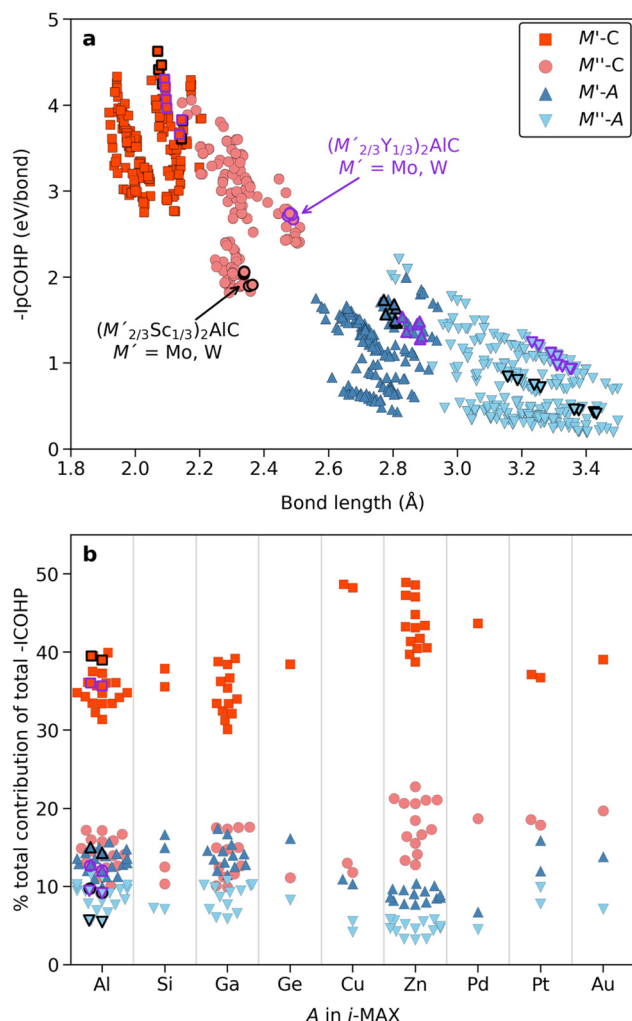 a
M'-C
M''-C
M'-A
M''-A
(M´2/3Y1/3)2AlC
M´ = Mo, W
(M´2/3Sc1/3)2AlC
M´ = Mo, W
-IpCOHP (eV/bond)
5
4
3
2
1
0
1.8 2.0 2.2 2.4 2.6 2.8 3.0 3.2 3.4
Bond length (Å)
b
% total contribution of total -ICOHP
50
40
30
20
10
0
Al Si Ga Ge Cu Zn Pd Pt Au
A in i-MAX